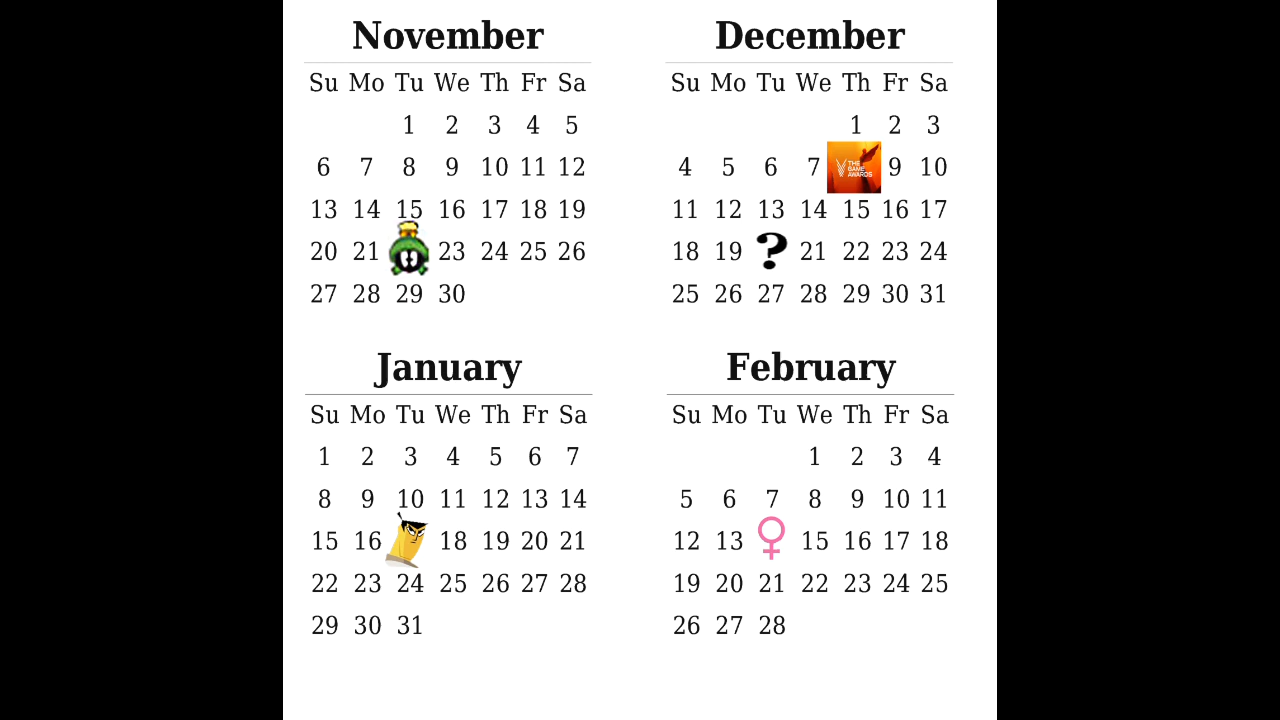 November
Su Mo Tu We Th Fr Sa
1 2 3 4 5
6 7 8 9 10 11 12
13 14 15 16 17 18 19
20 21 23 24 25 26
27 28 29 30
December
Su Mo Tu We Th Fr Sa
1 2 3
4 5 6 7 THE GAME AWARDS 9 10
11 12 13 14 15 16 17
18 19 ? 21 22 23 24
25 26 27 28 29 30 31
January
Su Mo Tu We Th Fr Sa
1 2 3 4 5 6 7
8 9 10 11 12 13 14
15 16 18 19 20 21
22 23 24 25 26 27 28
29 30 31
February
Su Mo Tu We Th Fr Sa
1 2 3 4
5 6 7 8 9 10 11
12 13 15 16 17 18
19 20 21 22 23 24 25
26 27 28